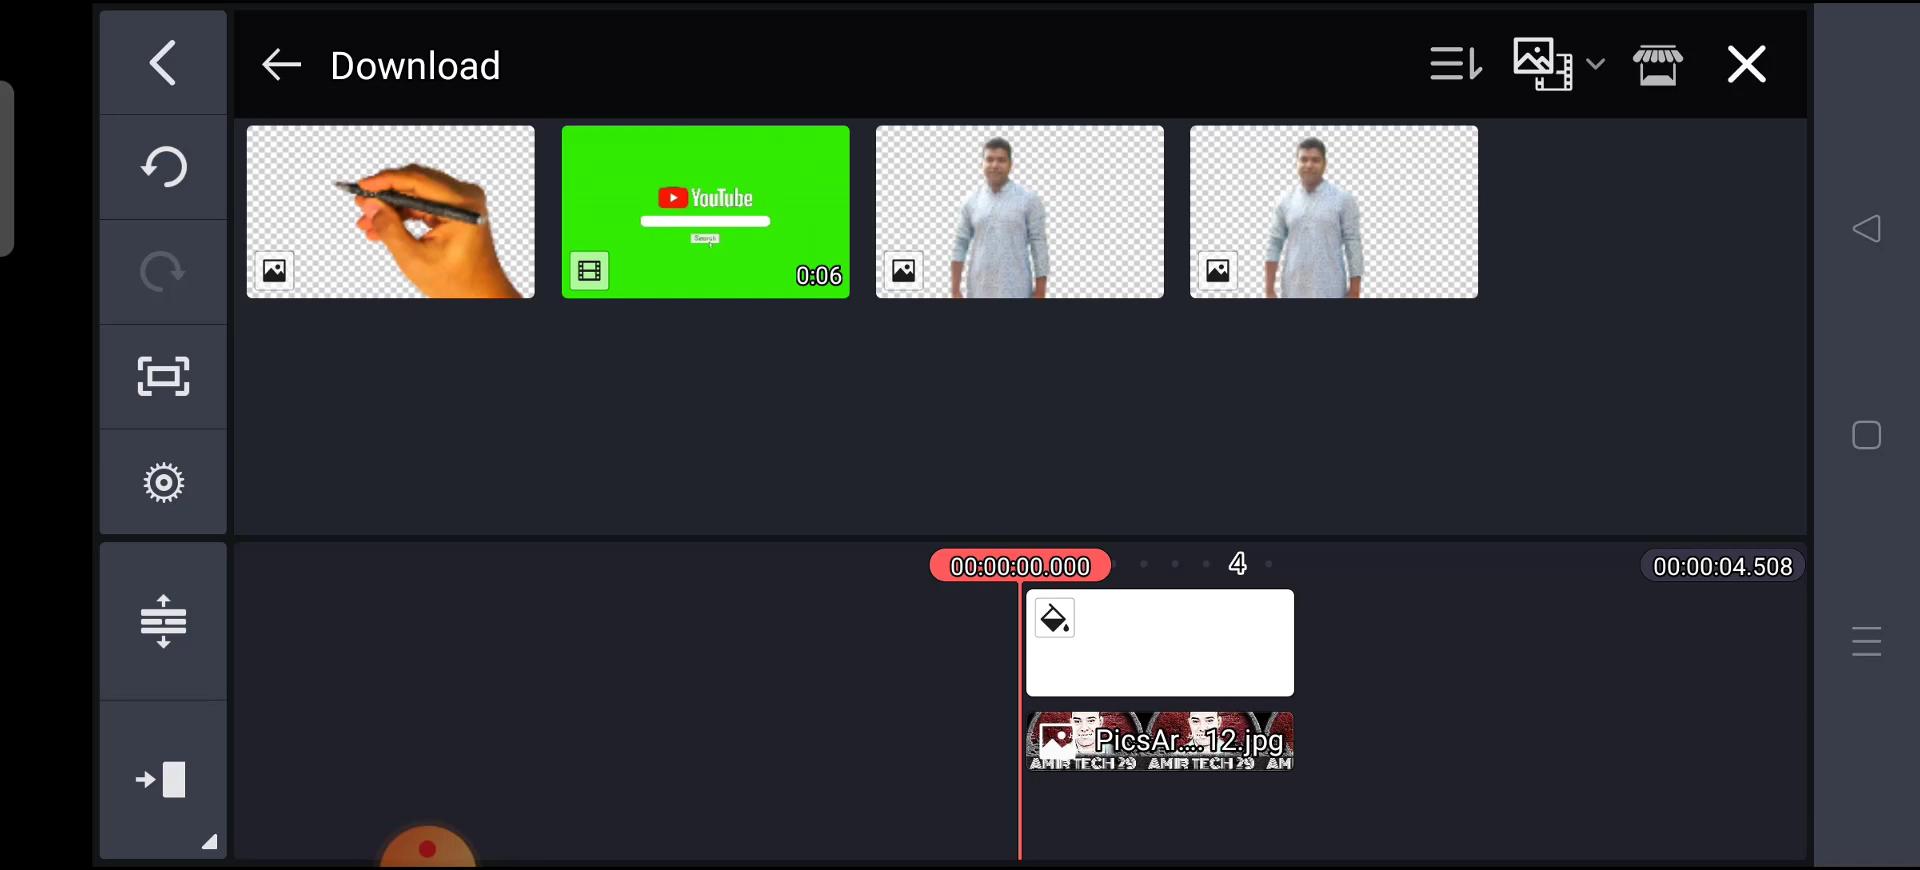 Download
YouTube
Search
0:06
00:00:00.000
4
00:00:04.508
PicsAr....12.jpg
AMIR TECH 29 AMIR TECH 29 AM